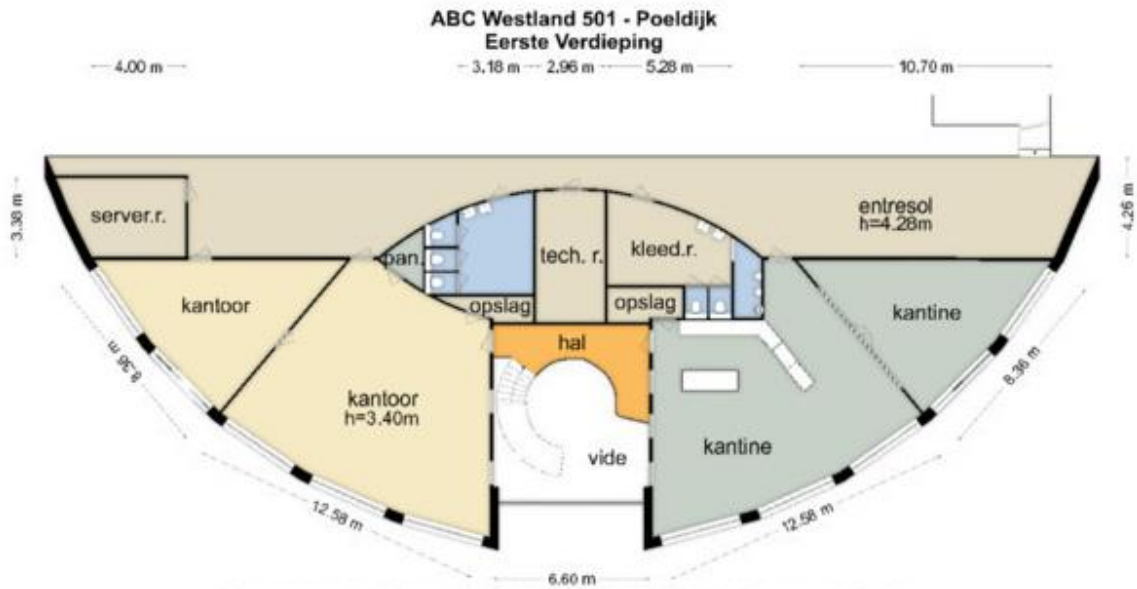 ABC Westland 501 - Poeldijk
Eerste Verdieping
4.00 m
3.18 m
2.96 m
5.28 m
10.70 m
3.38 m
server.r.
entresol
h=4.28m
4.26 m
pan.
tech. r.
kleed.r.
kantoor
opslag
opslag
kantine
hal
8.36 m
8.36 m
kantoor
h=3.40m
vide
kantine
12.58 m
12.58 m
6.60 m